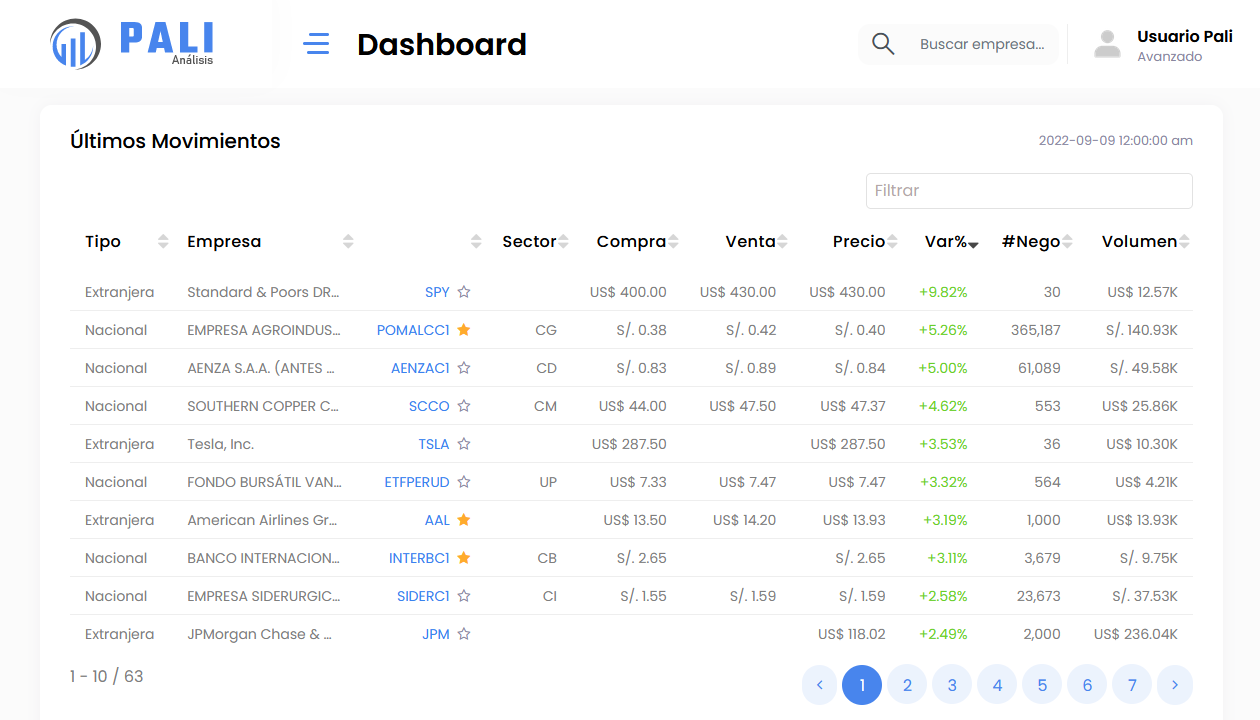 PALI
Análisis
Dashboard
Buscar empresa...
Usuario Pali
Avanzado
Últimos Movimientos
2022-09-09 12:00:00 am
Filtrar
Tipo Empresa Sector Compra Venta Precio Var% #Nego Volumen
Extranjera Standard & Poors DR... SPY US$ 400.00 US$ 430.00 US$ 430.00 +9.82% 30 US$ 12.57K
Nacional EMPRESA AGROINDUS... POMALCC1 CG S/. 0.38 S/. 0.42 S/. 0.40 +5.26% 365,187 S/. 140.93K
Nacional AENZA S.A.A. (ANTES ... AENZAC1 CD S/. 0.83 S/. 0.89 S/. 0.84 +5.00% 61,089 S/. 49.58K
Nacional SOUTHERN COPPER C... SCCO CM US$ 44.00 US$ 47.50 US$ 47.37 +4.62% 553 US$ 25.86K
Extranjera Tesla, Inc. TSLA US$ 287.50 US$ 287.50 +3.53% 36 US$ 10.30K
Nacional FONDO BURSÁTIL VAN... ETFPERUD UP US$ 7.33 US$ 7.47 US$ 7.47 +3.32% 564 US$ 4.21K
Extranjera American Airlines Gr... AAL US$ 13.50 US$ 14.20 US$ 13.93 +3.19% 1,000 US$ 13.93K
Nacional BANCO INTERNACION... INTERBC1 CB S/. 2.65 S/. 2.65 +3.11% 3,679 S/. 9.75K
Nacional EMPRESA SIDERURGIC... SIDERC1 CI S/. 1.55 S/. 1.59 S/. 1.59 +2.58% 23,673 S/. 37.53K
Extranjera JPMorgan Chase & ... JPM US$ 118.02 +2.49% 2,000 US$ 236.04K
1 - 10 / 63
‹ 1 2 3 4 5 6 7 ›